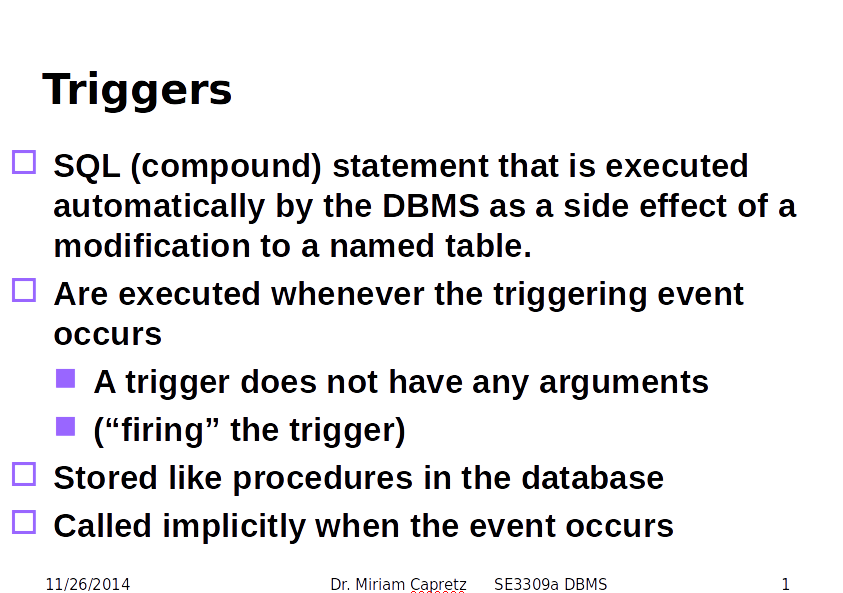 Triggers
SQL (compound) statement that is executed
automatically by the DBMS as a side effect of a
modification to a named table.
Are executed whenever the triggering event
occurs
A trigger does not have any arguments
(“firing” the trigger)
Stored like procedures in the database
Called implicitly when the event occurs
11/26/2014 Dr. Miriam Capretz SE3309a DBMS 1